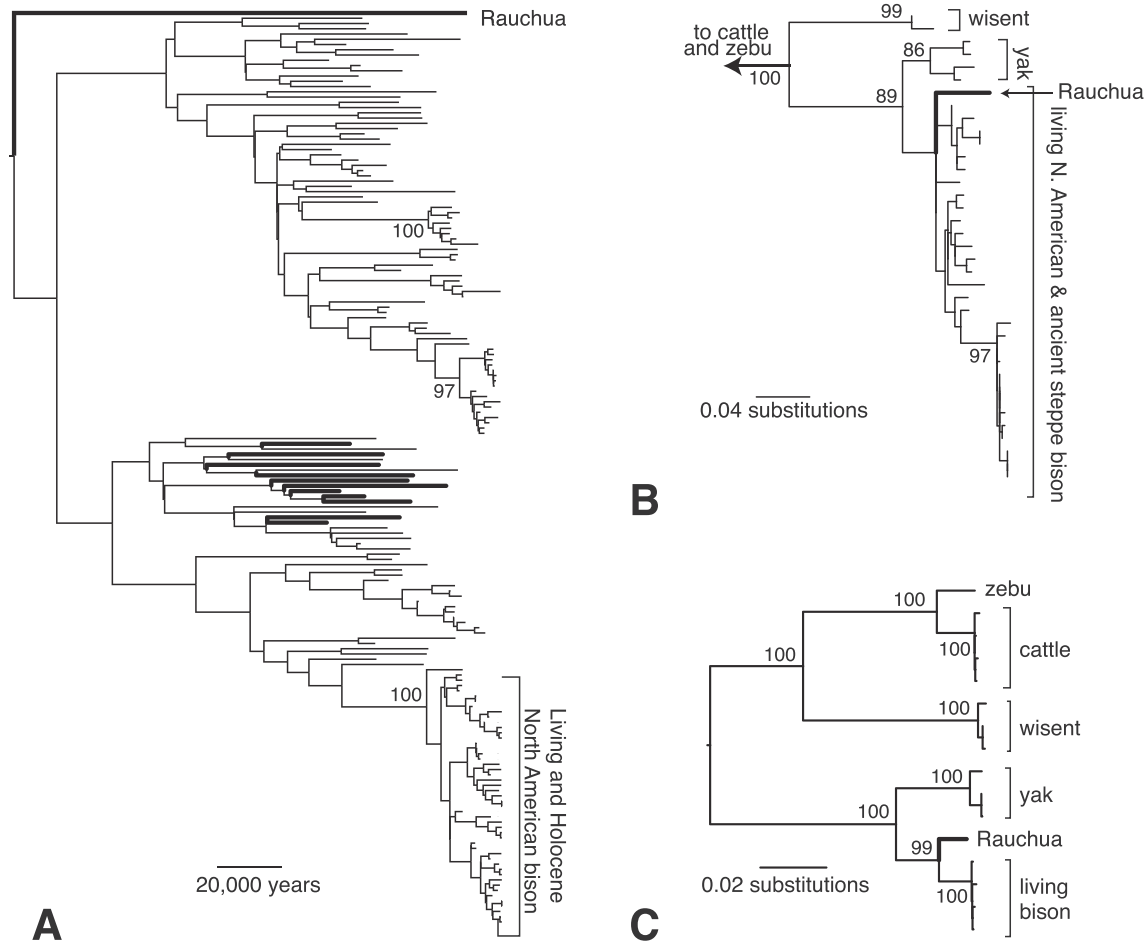 Rauchua
100
97
100
Living and Holocene
North American bison
20,000 years
A
99
wisent
to cattle
and zebu
86
yak
100
89
Rauchua
living N. American & ancient steppe bison
97
0.04 substitutions
B
zebu
100
cattle
100
100
wisent
100
100
yak
100
Rauchua
99
living
bison
100
0.02 substitutions
C